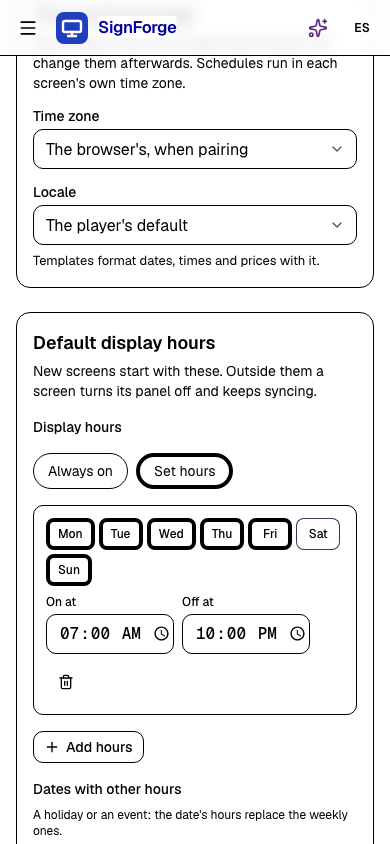 SignForge
ES
change them afterwards. Schedules run in each
screen's own time zone.
Time zone
The browser's, when pairing
Locale
The player's default
Templates format dates, times and prices with it.
Default display hours
New screens start with these. Outside them a
screen turns its panel off and keeps syncing.
Display hours
Always on
Set hours
Mon
Tue
Wed
Thu
Fri
Sat
Sun
On at
Off at
07:00 AM
10:00 PM
Add hours
Dates with other hours
A holiday or an event: the date's hours replace the weekly
ones.